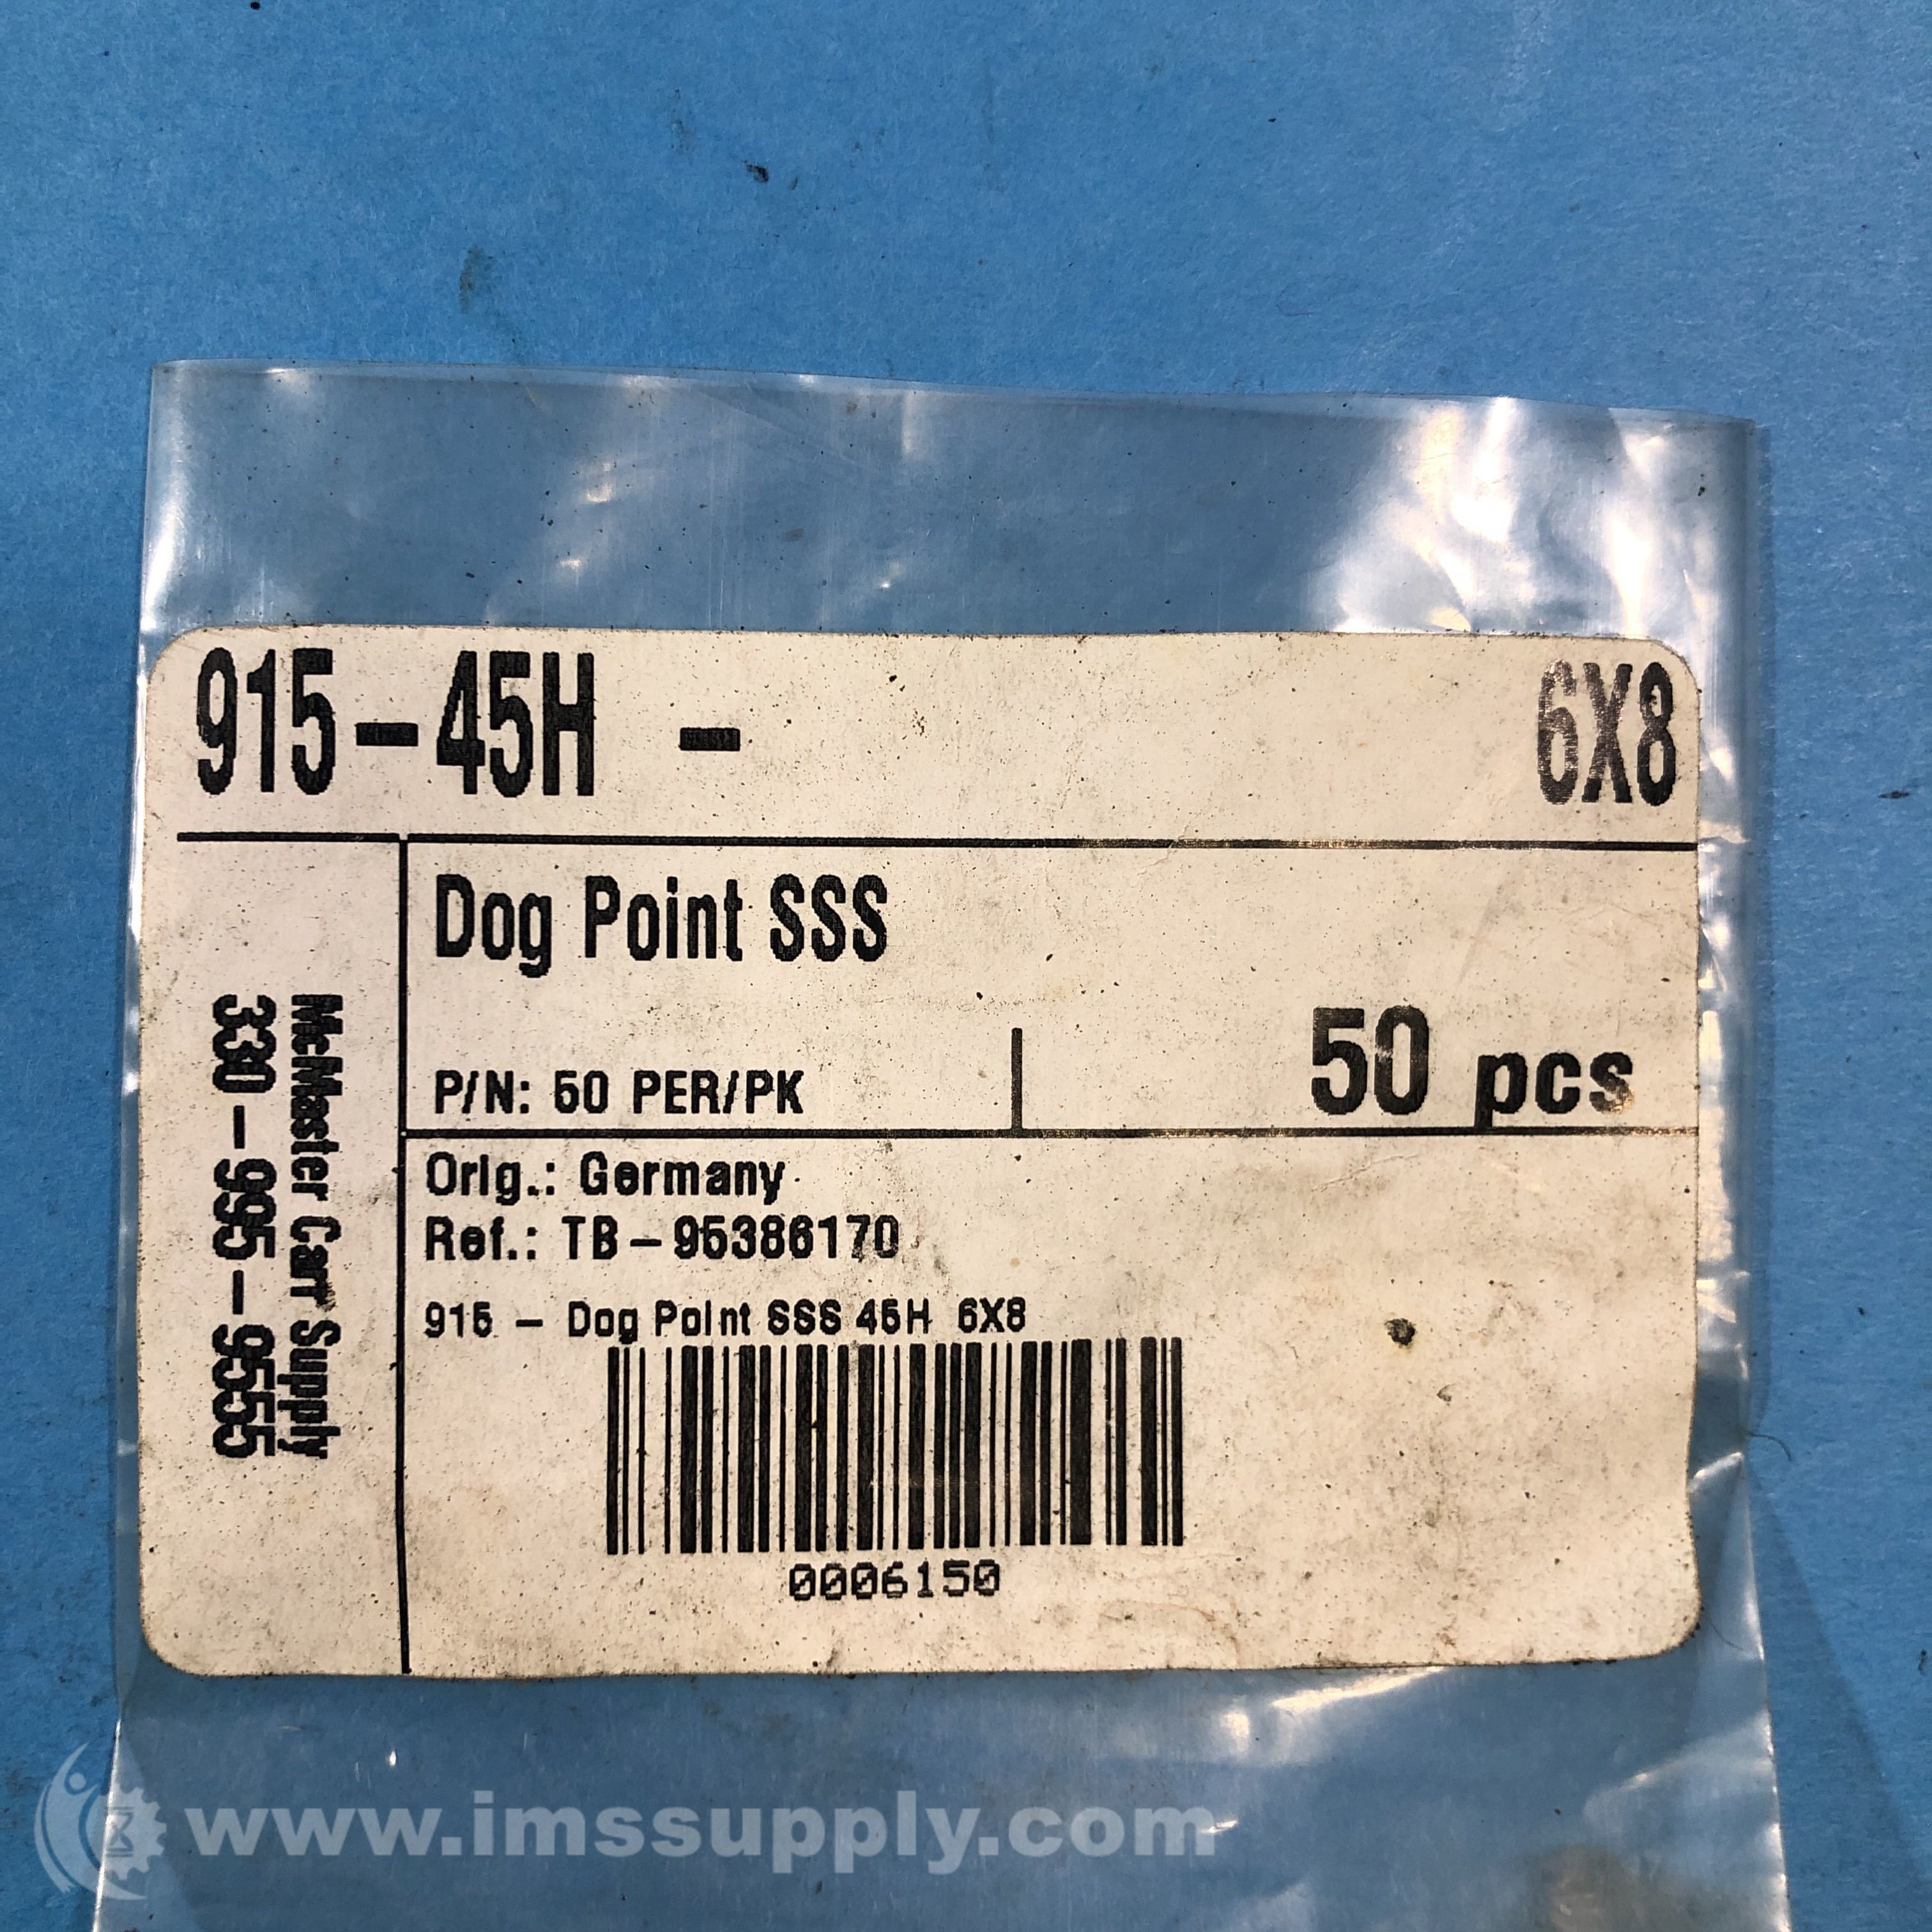 915-45H - 6X8
Dog Point SSS
P/N: 50 PER/PK 50 pcs
Orig.: Germany
Ref.: TB-95386170
915 - Dog Point SSS 45H 6X8
0006150
McMaster Carr Supply
330-995-9555
www.imssupply.com